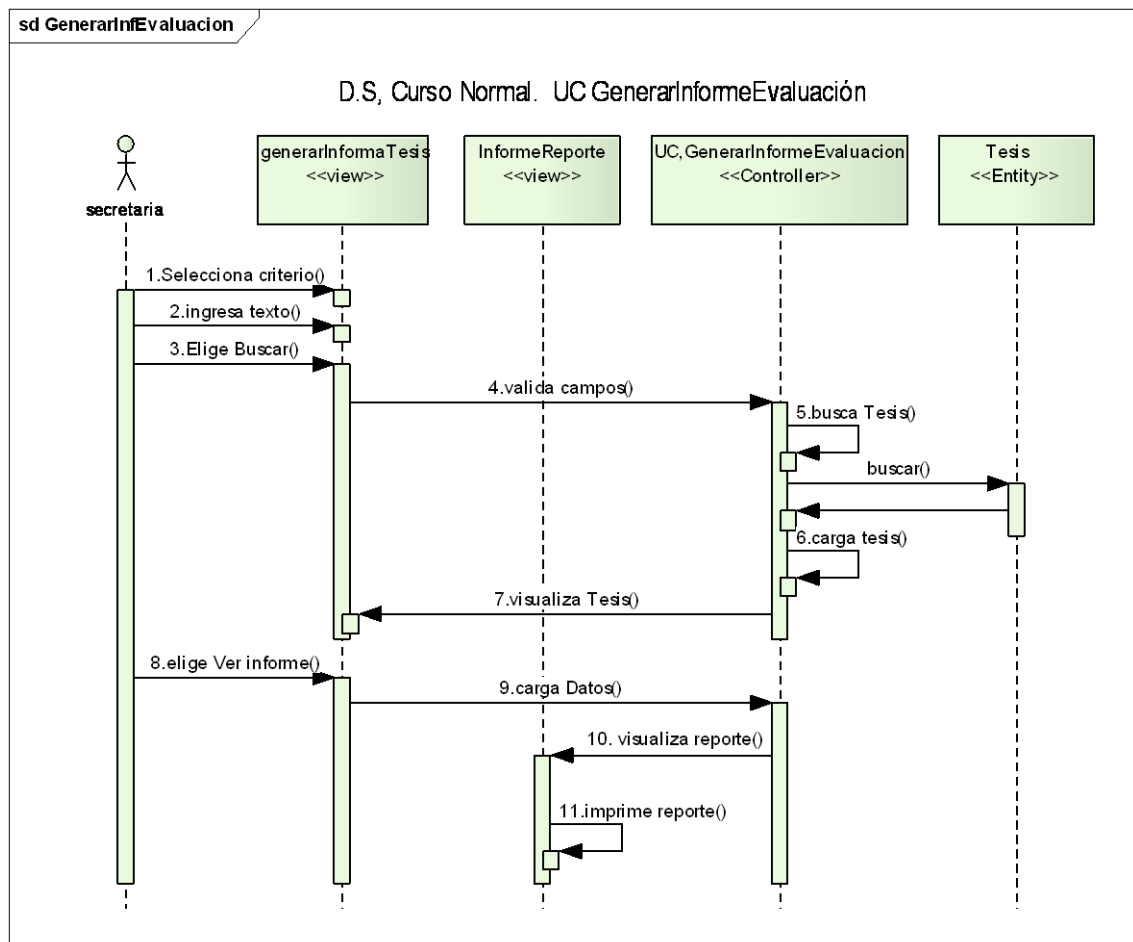 sd GenerarInfEvaluacion
D.S, Curso Normal. UC GenerarInformeEvaluación
generarInformaTesis
<<view>>
InformeReporte
<<view>>
UC,GenerarInformeEvaluacion
<<Controller>>
Tesis
<<Entity>>
secretaria
1.Selecciona criterio()
2.ingresa texto()
3.Elige Buscar()
4.valida campos()
5.busca Tesis()
buscar()
6.carga tesis()
7.visualiza Tesis()
8.elige Ver informe()
9.carga Datos()
10. visualiza reporte()
11.imprime reporte()